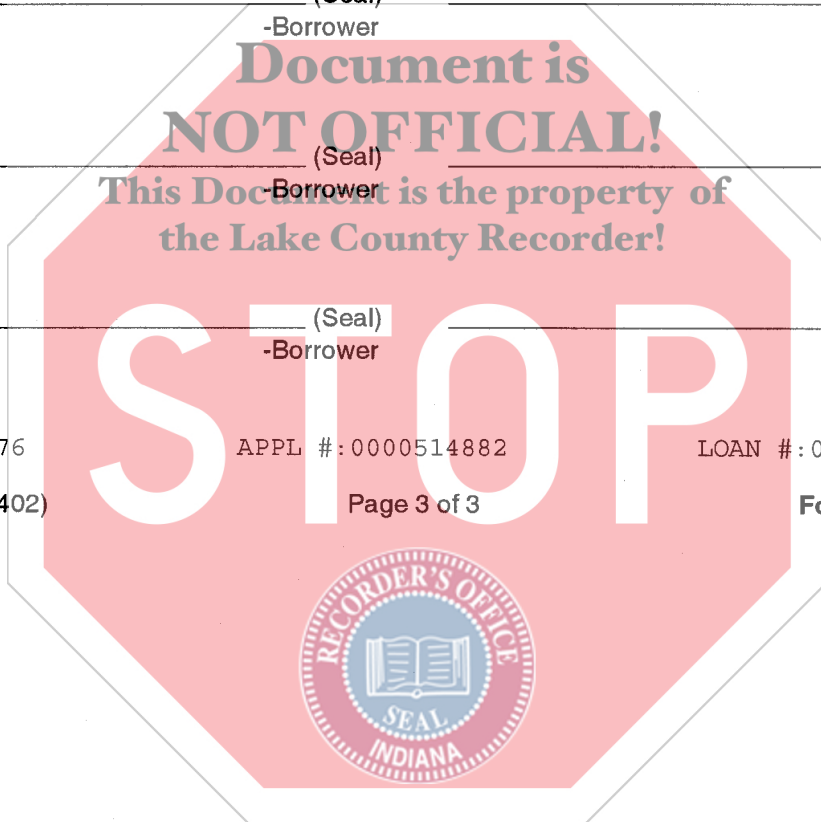 (Seal)
-Borrower
Document is
NOT OFFICIAL!
(Seal)
This Document is the property of
-Borrower
the Lake County Recorder!
(Seal)
-Borrower
STOP
76 APPL #:0000514882 LOAN #:0
402) Page 3 of 3 Fo
RECORDER'S OFFICE
SEAL
INDIANA